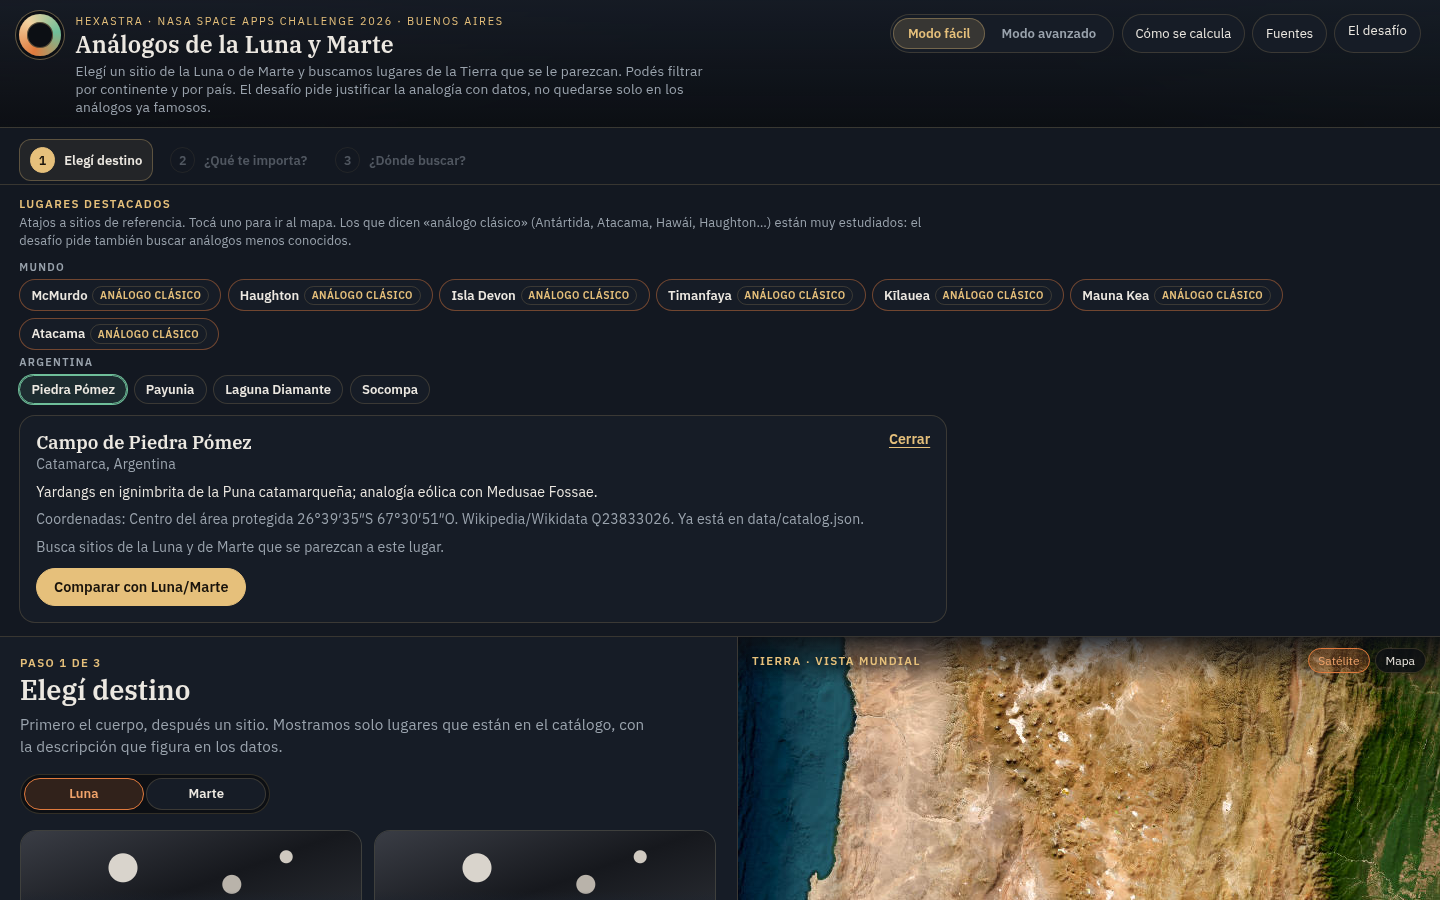 HEXASTRA · NASA SPACE APPS CHALLENGE 2026 · BUENOS AIRES
Análogos de la Luna y Marte
Elegí un sitio de la Luna o de Marte y buscamos lugares de la Tierra que se le parezcan. Podés filtrar
por continente y por país. El desafío pide justificar la analogía con datos, no quedarse solo en los
análogos ya famosos.
Modo fácil
Modo avanzado
Cómo se calcula
Fuentes
El desafío
1 Elegí destino
2 ¿Qué te importa?
3 ¿Dónde buscar?
LUGARES DESTACADOS
Atajos a sitios de referencia. Tocá uno para ir al mapa. Los que dicen «análogo clásico» (Antártida, Atacama, Hawái, Haughton…) están muy estudiados: el
desafío pide también buscar análogos menos conocidos.
MUNDO
McMurdo ANÁLOGO CLÁSICO
Haughton ANÁLOGO CLÁSICO
Isla Devon ANÁLOGO CLÁSICO
Timanfaya ANÁLOGO CLÁSICO
Kīlauea ANÁLOGO CLÁSICO
Mauna Kea ANÁLOGO CLÁSICO
Atacama ANÁLOGO CLÁSICO
ARGENTINA
Piedra Pómez
Payunia
Laguna Diamante
Socompa
Campo de Piedra Pómez
Cerrar
Catamarca, Argentina
Yardangs en ignimbrita de la Puna catamarqueña; analogía eólica con Medusae Fossae.
Coordenadas: Centro del área protegida 26°39′35″S 67°30′51″O. Wikipedia/Wikidata Q23833026. Ya está en data/catalog.json.
Busca sitios de la Luna y de Marte que se parezcan a este lugar.
Comparar con Luna/Marte
PASO 1 DE 3
Elegí destino
Primero el cuerpo, después un sitio. Mostramos solo lugares que están en el catálogo, con
la descripción que figura en los datos.
Luna
Marte
TIERRA · VISTA MUNDIAL
Satélite
Mapa